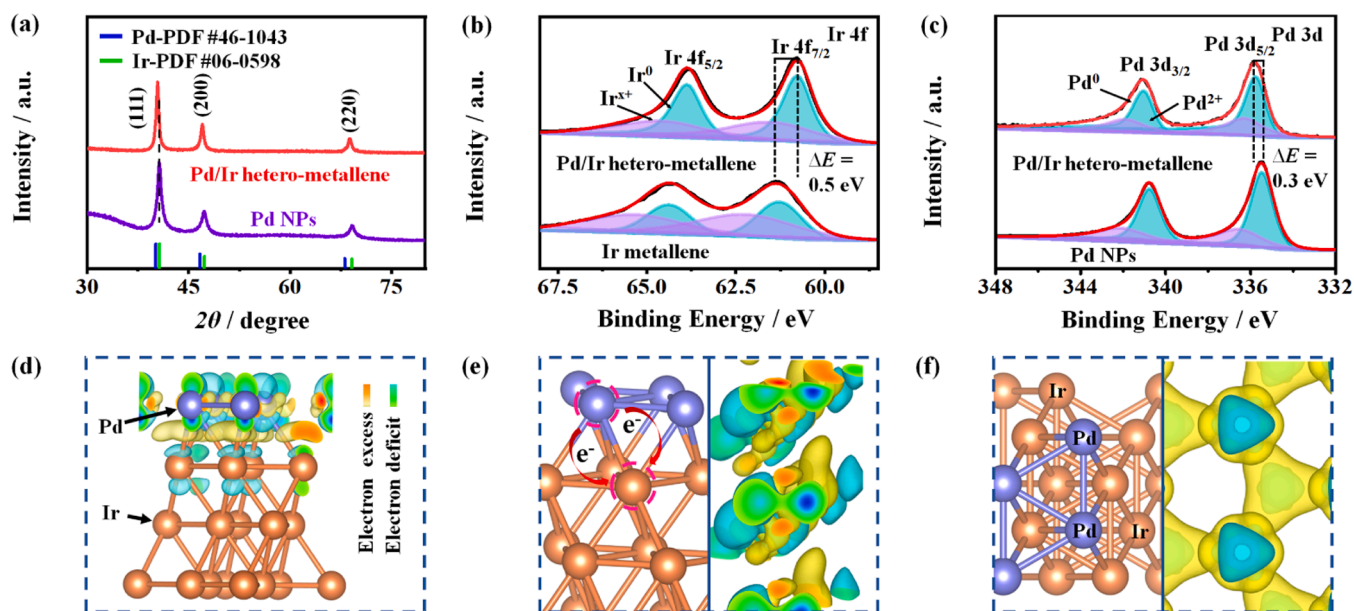 (a)
Intensity / a.u.
Pd-PDF #46-1043
Ir-PDF #06-0598
(111)
(200)
(220)
Pd/Ir hetero-metallene
Pd NPs
30 45 60 75
2θ / degree
(b)
Intensity / a.u.
Ir 4f
Ir 4f7/2
Ir 4f5/2
Ir⁰
Irˣ⁺
Pd/Ir hetero-metallene
ΔE =
0.5 eV
Ir metallene
67.5 65.0 62.5 60.0
Binding Energy / eV
(c)
Intensity / a.u.
Pd 3d5/2 Pd 3d
Pd 3d3/2
Pd⁰
Pd²⁺
Pd/Ir hetero-metallene
ΔE =
0.3 eV
Pd NPs
348 344 340 336 332
Binding Energy / eV
(d)
Pd
Ir
Electron excess
Electron deficit
(e)
e⁻
e⁻
(f)
Ir
Pd
Pd
Ir